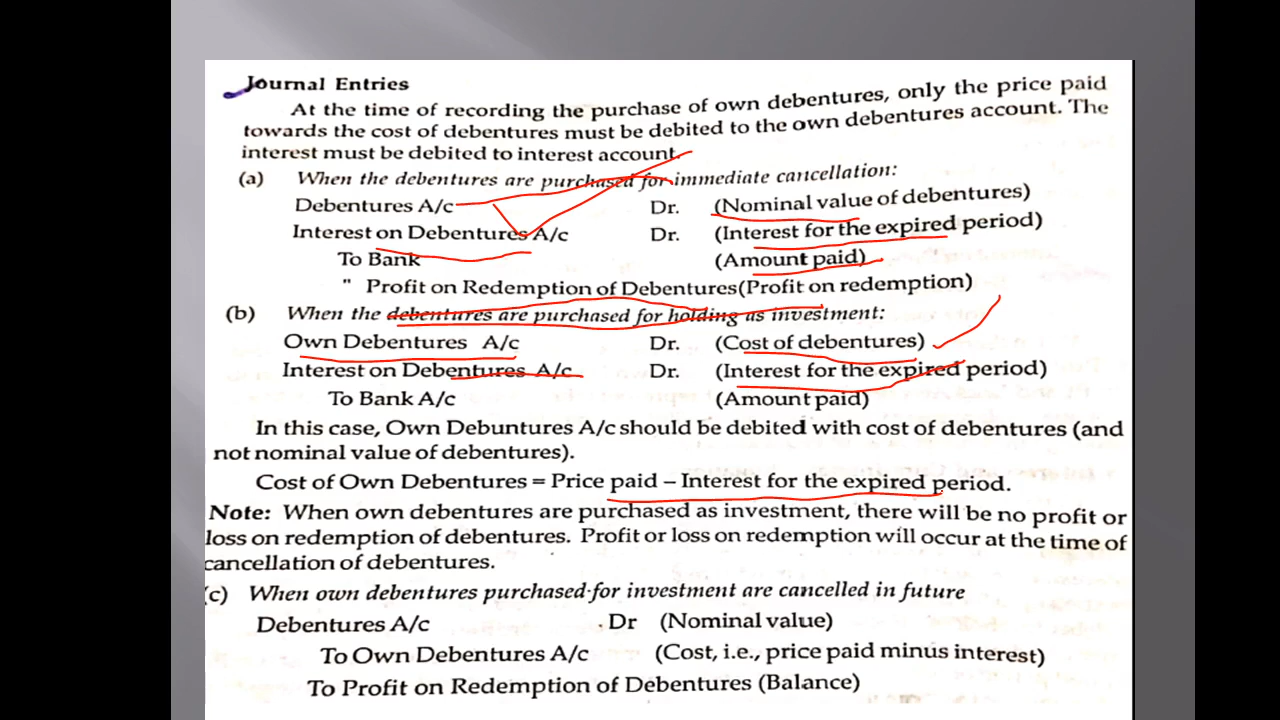 Journal Entries
At the time of recording the purchase of own debentures, only the price paid
towards the cost of debentures must be debited to the own debentures account. The
interest must be debited to interest account.
(a) When the debentures are purchased for immediate cancellation:
Debentures A/c Dr. (Nominal value of debentures)
Interest on Debentures A/c Dr. (Interest for the expired period)
To Bank (Amount paid)
" Profit on Redemption of Debentures(Profit on redemption)
(b) When the debentures are purchased for holding as investment:
Own Debentures A/c Dr. (Cost of debentures)
Interest on Debentures A/c Dr. (Interest for the expired period)
To Bank A/c (Amount paid)
In this case, Own Debuntures A/c should be debited with cost of debentures (and
not nominal value of debentures).
Cost of Own Debentures = Price paid – Interest for the expired period.
Note: When own debentures are purchased as investment, there will be no profit or
loss on redemption of debentures. Profit or loss on redemption will occur at the time of
cancellation of debentures.
(c) When own debentures purchased for investment are cancelled in future
Debentures A/c Dr (Nominal value)
To Own Debentures A/c (Cost, i.e., price paid minus interest)
To Profit on Redemption of Debentures (Balance)